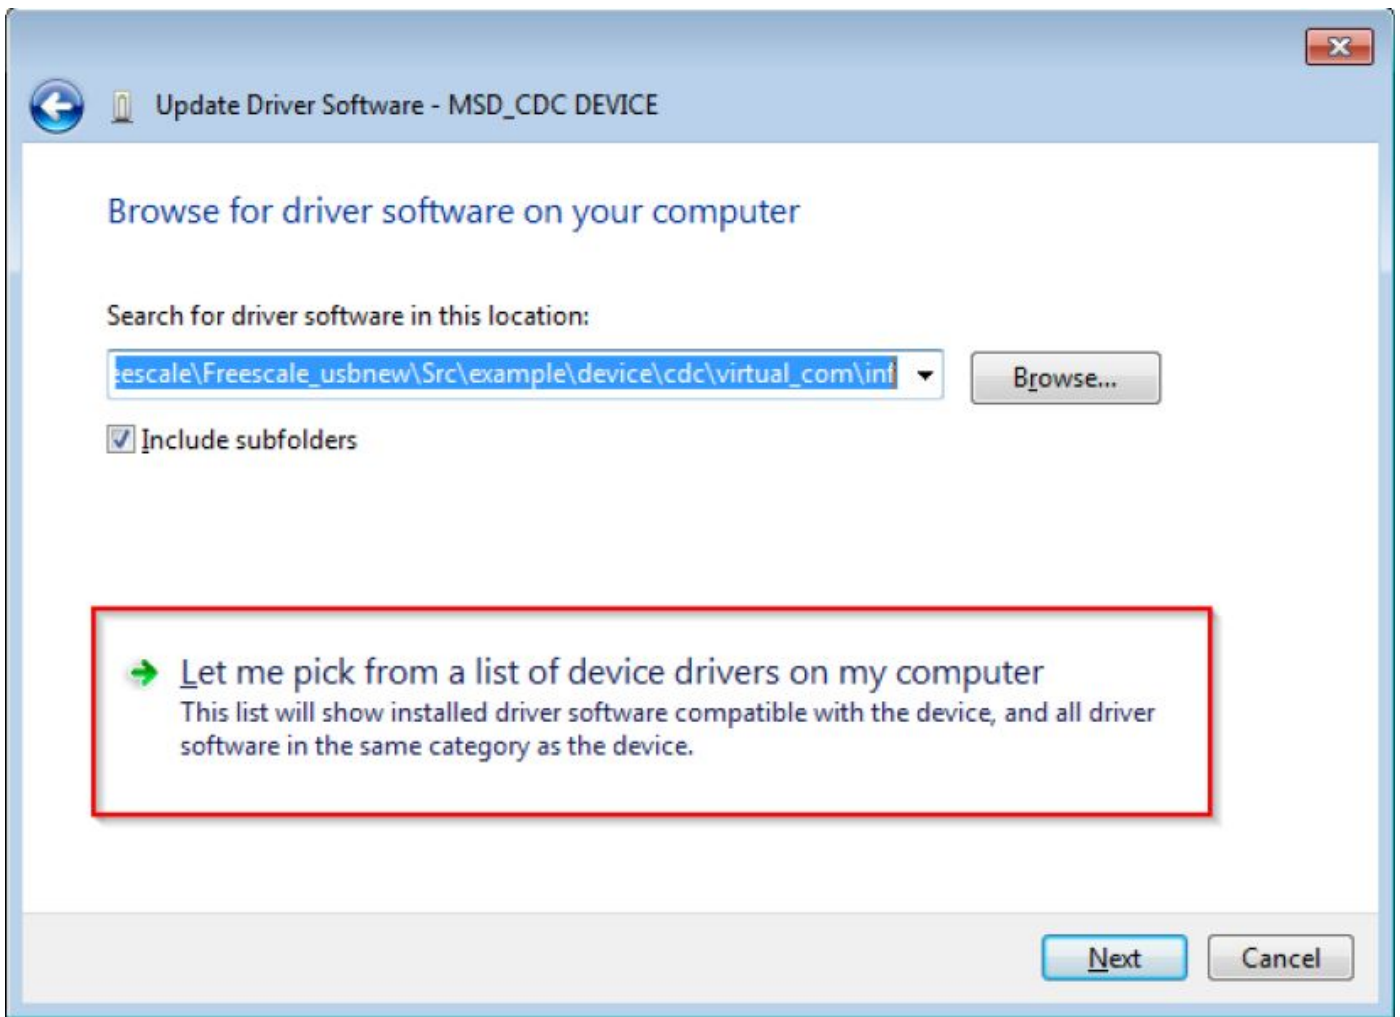 Update Driver Software - MSD_CDC DEVICE
Browse for driver software on your computer
Search for driver software in this location:
eescale\Freescale_usbnew\Src\example\device\cdc\virtual_com\inf
Browse...
Include subfolders
Let me pick from a list of device drivers on my computer
This list will show installed driver software compatible with the device, and all driver
software in the same category as the device.
Next
Cancel